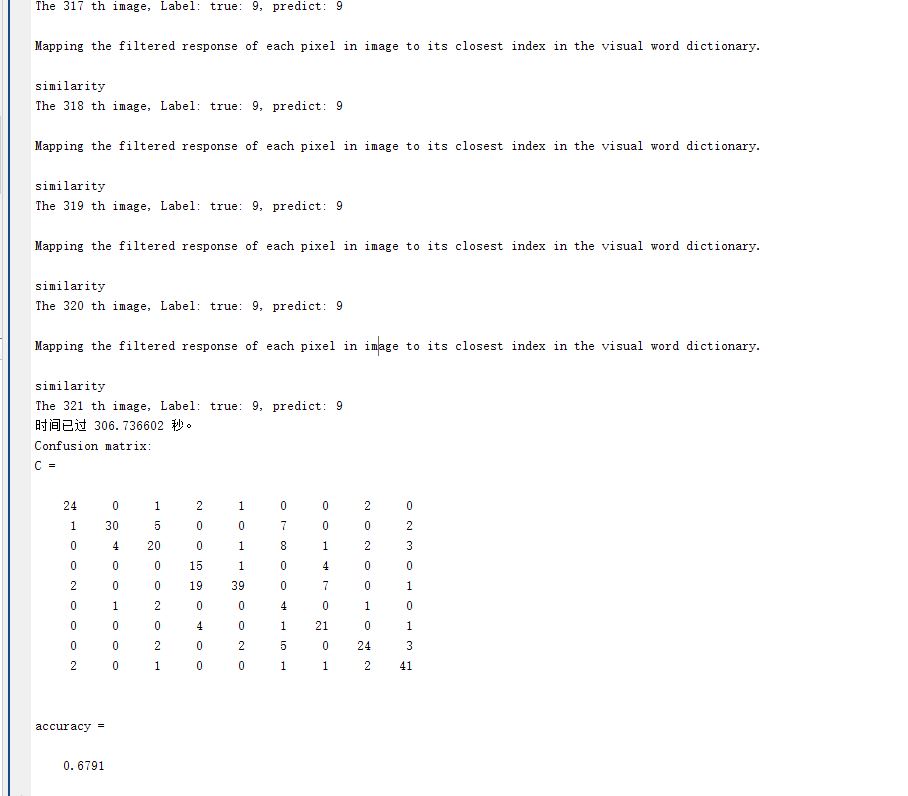 The 317 th image, Label: true: 9, predict: 9
Mapping the filtered response of each pixel in image to its closest index in the visual word dictionary.
similarity
The 318 th image, Label: true: 9, predict: 9
Mapping the filtered response of each pixel in image to its closest index in the visual word dictionary.
similarity
The 319 th image, Label: true: 9, predict: 9
Mapping the filtered response of each pixel in image to its closest index in the visual word dictionary.
similarity
The 320 th image, Label: true: 9, predict: 9
Mapping the filtered response of each pixel in image to its closest index in the visual word dictionary.
similarity
The 321 th image, Label: true: 9, predict: 9
时间已过 306.736602 秒。
Confusion matrix:
C =
24 0 1 2 1 0 0 2 0
1 30 5 0 0 7 0 0 2
0 4 20 0 1 8 1 2 3
0 0 0 15 1 0 4 0 0
2 0 0 19 39 0 7 0 1
0 1 2 0 0 4 0 1 0
0 0 0 4 0 1 21 0 1
0 0 2 0 2 5 0 24 3
2 0 1 0 0 1 1 2 41
accuracy =
0.6791